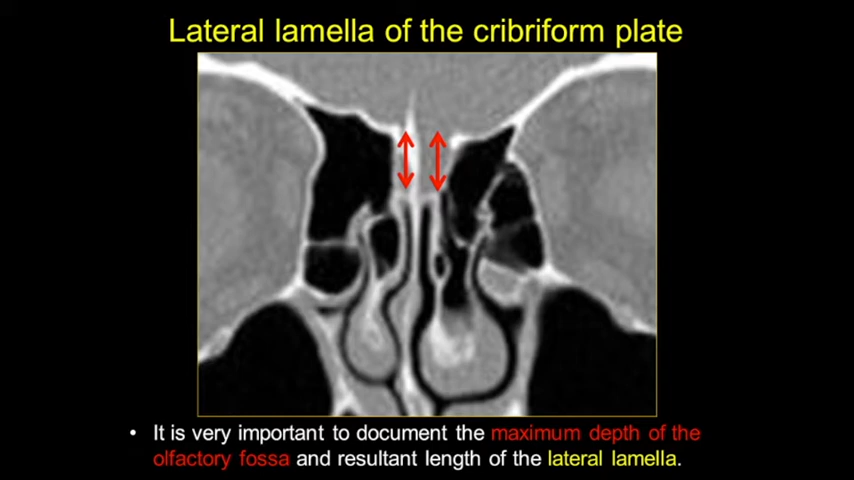 Lateral lamella of the cribriform plate
• It is very important to document the maximum depth of the
olfactory fossa and resultant length of the lateral lamella.